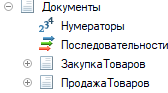 Документы
Нумераторы
Последовательности
ЗакупкаТоваров
ПродажаТоваров